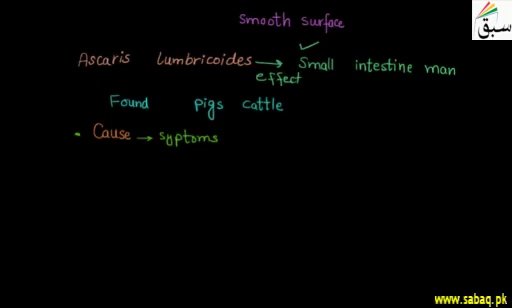 smooth surface
سبق
Ascaris lumbricoides → Small intestine man
effect
Found pigs cattle
• Cause → syptoms
www.sabaq.pk